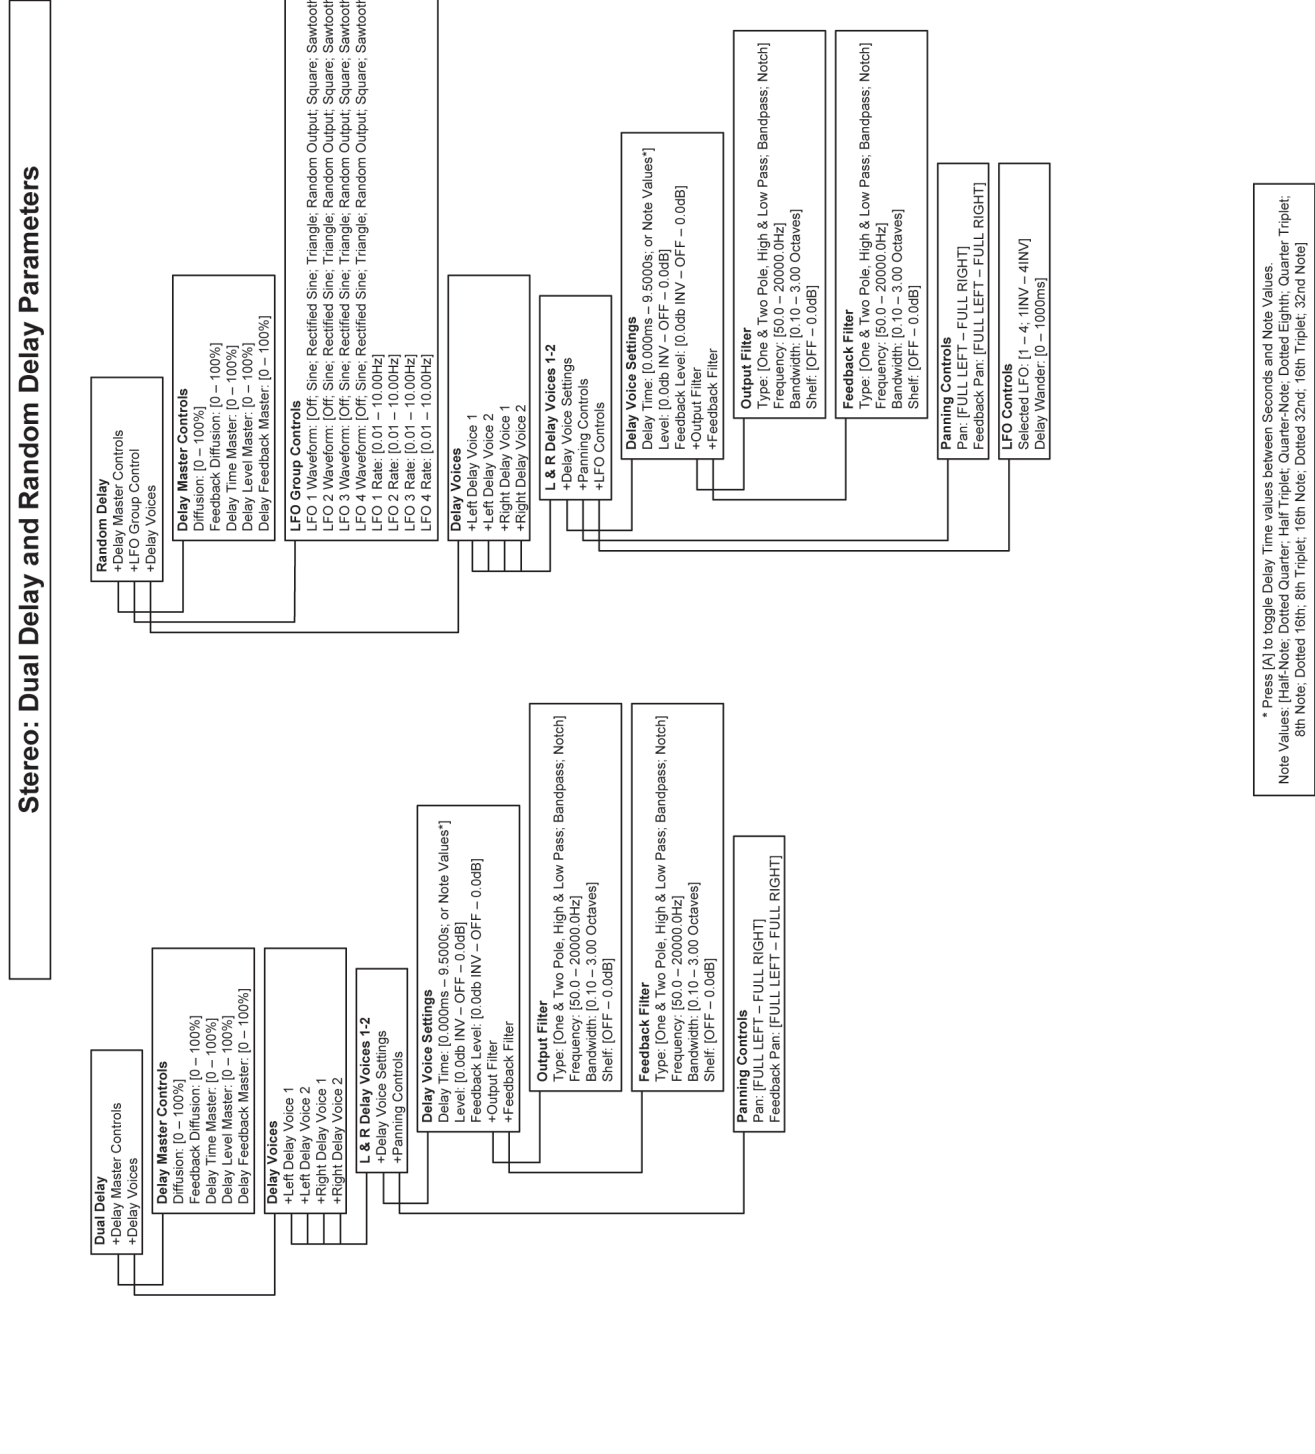 Stereo: Dual Delay and Random Delay Parameters
Dual Delay
+Delay Master Controls
+Delay Voices
Delay Master Controls
Diffusion: [0 – 100%]
Feedback Diffusion: [0 – 100%]
Delay Time Master: [0 – 100%]
Delay Level Master: [0 – 100%]
Delay Feedback Master: [0 – 100%]
Delay Voices
+Left Delay Voice 1
+Left Delay Voice 2
+Right Delay Voice 1
+Right Delay Voice 2
L & R Delay Voices 1-2
+Delay Voice Settings
+Panning Controls
Delay Voice Settings
Delay Time: [0.000ms – 9.5000s; or Note Values*]
Level: [0.0db INV – OFF – 0.0dB]
Feedback Level: [0.0db INV – OFF – 0.0dB]
+Output Filter
+Feedback Filter
Output Filter
Type: [One & Two Pole, High & Low Pass; Bandpass; Notch]
Frequency: [50.0 – 20000.0Hz]
Bandwidth: [0.10 – 3.00 Octaves]
Shelf: [OFF – 0.0dB]
Feedback Filter
Type: [One & Two Pole, High & Low Pass; Bandpass; Notch]
Frequency: [50.0 – 20000.0Hz]
Bandwidth: [0.10 – 3.00 Octaves]
Shelf: [OFF – 0.0dB]
Panning Controls
Pan: [FULL LEFT – FULL RIGHT]
Feedback Pan: [FULL LEFT – FULL RIGHT]
Random Delay
+Delay Master Controls
+LFO Group Control
+Delay Voices
Delay Master Controls
Diffusion: [0 – 100%]
Feedback Diffusion: [0 – 100%]
Delay Time Master: [0 – 100%]
Delay Level Master: [0 – 100%]
Delay Feedback Master: [0 – 100%]
LFO Group Controls
LFO 1 Waveform: [Off; Sine; Rectified Sine; Triangle; Random Output; Square; Sawtooth
LFO 2 Waveform: [Off; Sine; Rectified Sine; Triangle; Random Output; Square; Sawtooth
LFO 3 Waveform: [Off; Sine; Rectified Sine; Triangle; Random Output; Square; Sawtooth
LFO 4 Waveform: [Off; Sine; Rectified Sine; Triangle; Random Output; Square; Sawtooth
LFO 1 Rate: [0.01 – 10.00Hz]
LFO 2 Rate: [0.01 – 10.00Hz]
LFO 3 Rate: [0.01 – 10.00Hz]
LFO 4 Rate: [0.01 – 10.00Hz]
Delay Voices
+Left Delay Voice 1
+Left Delay Voice 2
+Right Delay Voice 1
+Right Delay Voice 2
L & R Delay Voices 1-2
+Delay Voice Settings
+Panning Controls
+LFO Controls
Delay Voice Settings
Delay Time: [0.000ms – 9.5000s; or Note Values*]
Level: [0.0db INV – OFF – 0.0dB]
Feedback Level: [0.0db INV – OFF – 0.0dB]
+Output Filter
+Feedback Filter
Output Filter
Type: [One & Two Pole, High & Low Pass; Bandpass; Notch]
Frequency: [50.0 – 20000.0Hz]
Bandwidth: [0.10 – 3.00 Octaves]
Shelf: [OFF – 0.0dB]
Feedback Filter
Type: [One & Two Pole, High & Low Pass; Bandpass; Notch]
Frequency: [50.0 – 20000.0Hz]
Bandwidth: [0.10 – 3.00 Octaves]
Shelf: [OFF – 0.0dB]
Panning Controls
Pan: [FULL LEFT – FULL RIGHT]
Feedback Pan: [FULL LEFT – FULL RIGHT]
LFO Controls
Selected LFO: [1 – 4; 1INV – 4INV]
Delay Wander: [0 – 1000ms]
* Press [A] to toggle Delay Time values between Seconds and Note Values.
Note Values: [Half-Note; Dotted Quarter; Half Triplet; Quarter-Note; Dotted Eighth; Quarter Triplet;
8th Note; Dotted 16th; 8th Triplet; 16th Note; Dotted 32nd; 16th Triplet; 32nd Note]